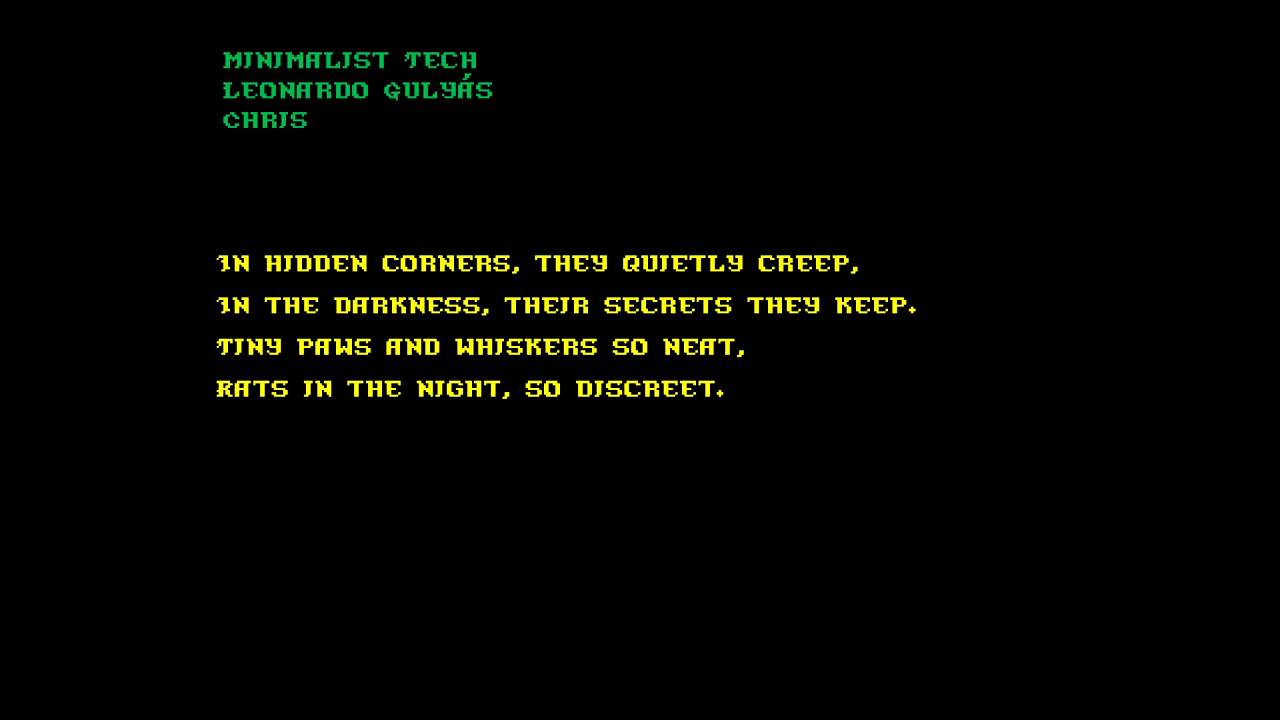 MINIMALIST TECH
LEONARDO GULYÁS
CHRIS
IN HIDDEN CORNERS, THEY QUIETLY CREEP,
IN THE DARKNESS, THEIR SECRETS THEY KEEP.
TINY PAWS AND WHISKERS SO NEAT,
RATS IN THE NIGHT, SO DISCREET.